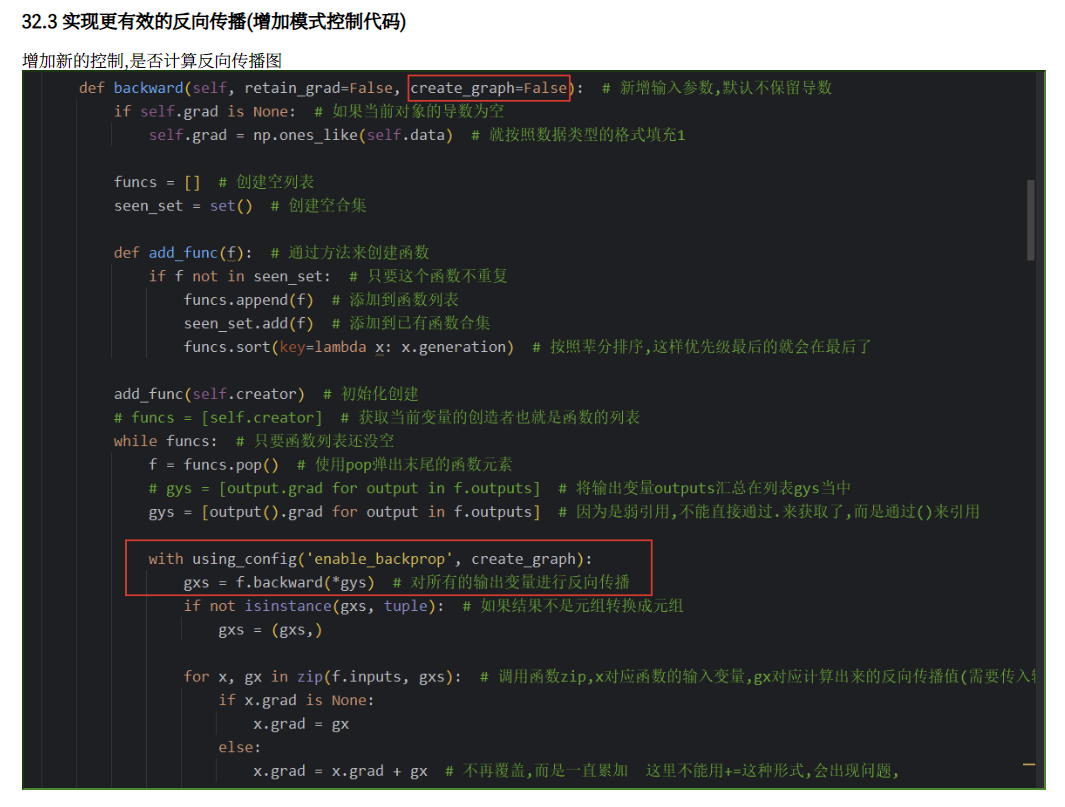 32.3 实现更有效的反向传播(增加模式控制代码)
增加新的控制,是否计算反向传播图
def backward(self, retain_grad=False, create_graph=False):  # 新增输入参数,默认不保留导数
if self.grad is None:  # 如果当前对象的导数为空
self.grad = np.ones_like(self.data)  # 就按照数据类型的格式填充1
funcs = []  # 创建空列表
seen_set = set()  # 创建空合集
def add_func(f):  # 通过方法来创建函数
if f not in seen_set:  # 只要这个函数不重复
funcs.append(f)  # 添加到函数列表
seen_set.add(f)  # 添加到已有函数合集
funcs.sort(key=lambda x: x.generation)  # 按照辈分排序,这样优先级最后的就会在最后了
add_func(self.creator)  # 初始化创建
# funcs = [self.creator]  # 获取当前变量的创造者也就是函数的列表
while funcs:  # 只要函数列表还没空
f = funcs.pop()  # 使用pop弹出末尾的函数元素
# gys = [output.grad for output in f.outputs]  # 将输出变量outputs汇总在列表gys当中
gys = [output().grad for output in f.outputs]  # 因为是弱引用,不能直接通过.来获取了,而是通过()来引用
with using_config('enable_backprop', create_graph):
gxs = f.backward(*gys)  # 对所有的输出变量进行反向传播
if not isinstance(gxs, tuple):  # 如果结果不是元组转换成元组
gxs = (gxs,)
for x, gx in zip(f.inputs, gxs):  # 调用函数zip,x对应函数的输入变量,gx对应计算出来的反向传播值(需要传入
if x.grad is None:
x.grad = gx
else:
x.grad = x.grad + gx  # 不再覆盖,而是一直累加  这里不能用+=这种形式,会出现问题,